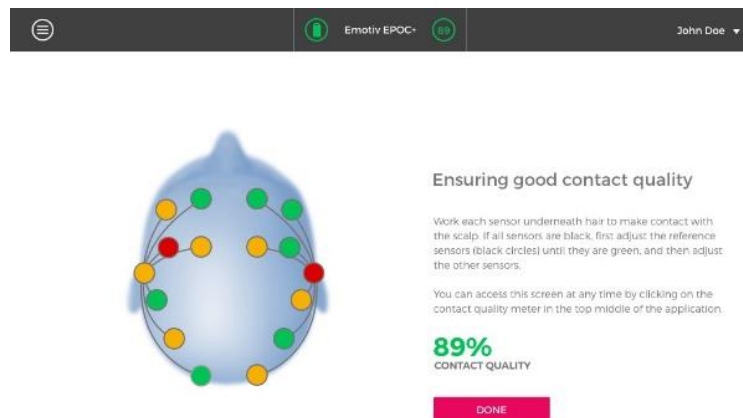 Emotiv EPOC+
89
John Doe
Ensuring good contact quality
Work each sensor underneath hair to make contact with
the scalp. If all sensors are black, first adjust the reference
sensors (black circles) until they are green, and then adjust
the other sensors.
You can access this screen at any time by clicking on the
contact quality meter in the top middle of the application.
89%
CONTACT QUALITY
DONE